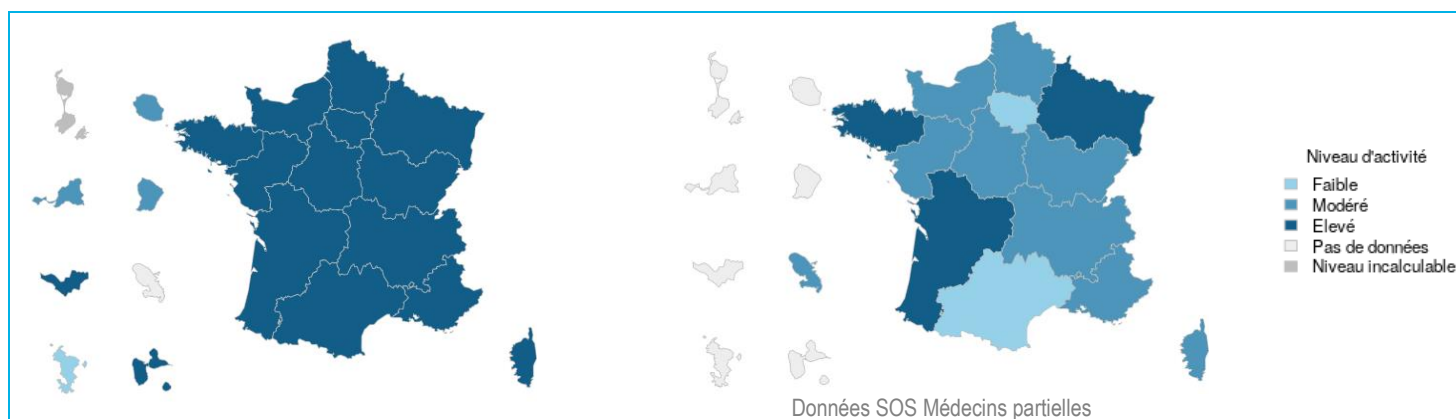 Niveau d'activité
Faible
Modéré
Elevé
Pas de données
Niveau incalculable
Données SOS Médecins partielles